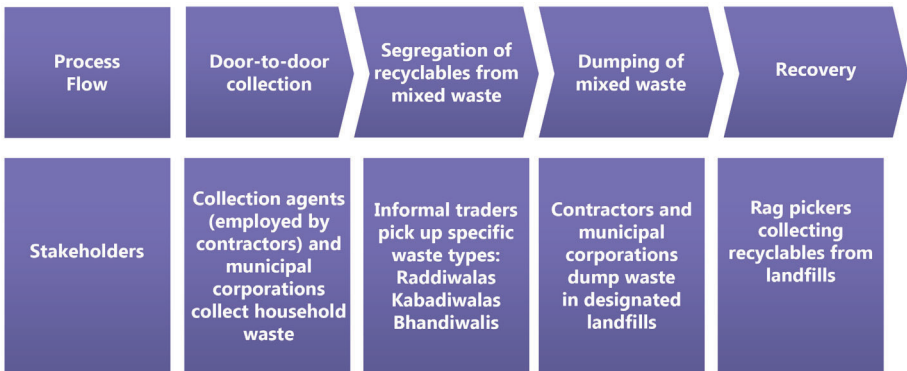 Process
Flow
Door-to-door
collection
Segregation of
recyclables from
mixed waste
Dumping of
mixed waste
Recovery
Stakeholders
Collection agents
(employed by
contractors) and
municipal
corporations
collect household
waste
Informal traders
pick up specific
waste types:
Raddiwalas
Kabadiwalas
Bhandiwalis
Contractors and
municipal
corporations
dump waste
in designated
landfills
Rag pickers
collecting
recyclables from
landfills